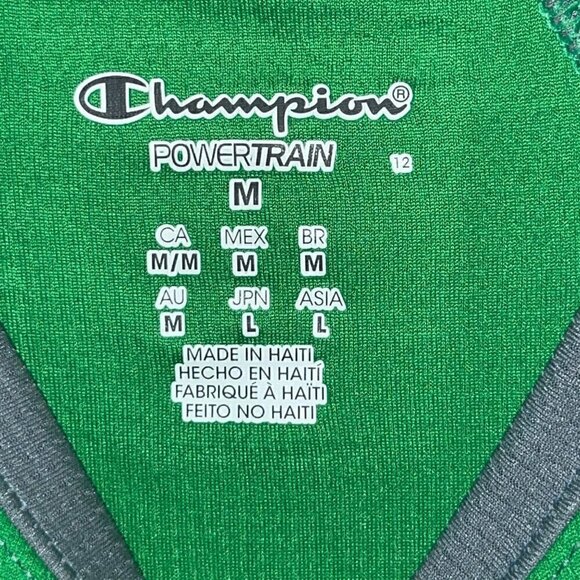 Champion®
POWERTRAIN 12
M
CA MEX BR
M/M M M
AU JPN ASIA
M L L
MADE IN HAITI
HECHO EN HAITÍ
FABRIQUÉ À HAÏTI
FEITO NO HAITI